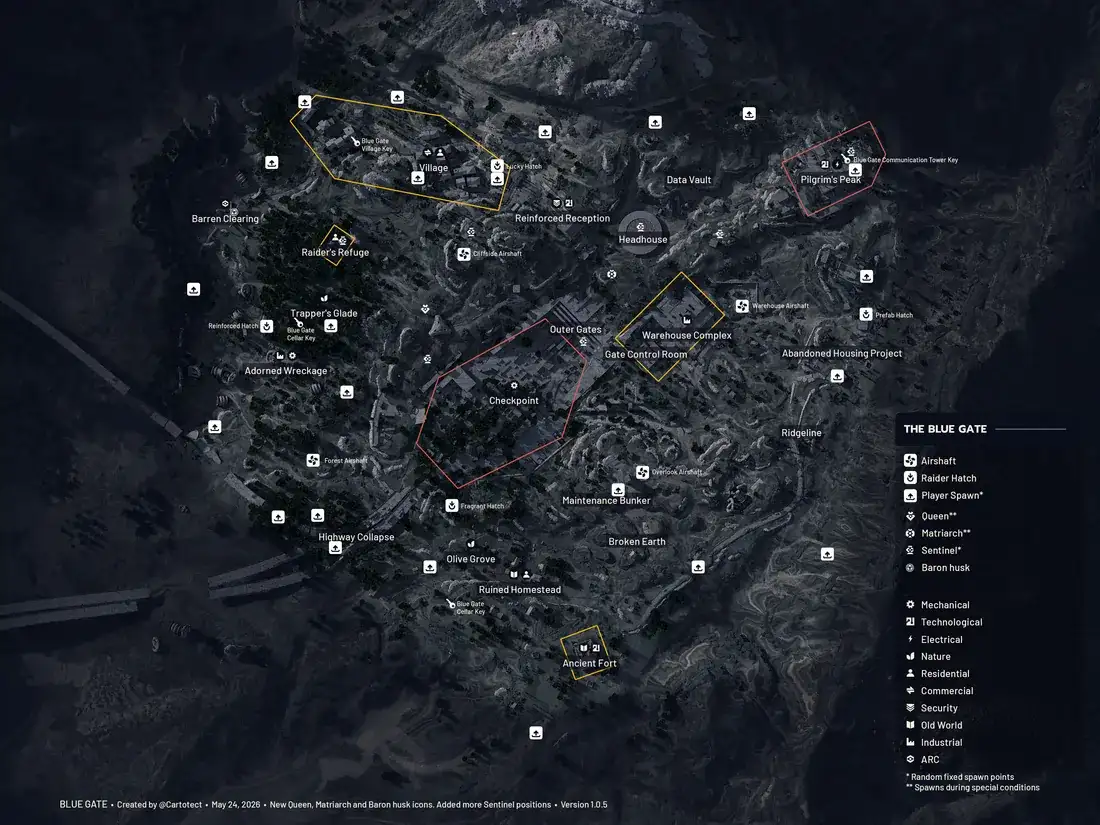 Blue Gate
Village Key
Village
Lucky Hatch
Data Vault
Blue Gate Communication Tower Key
Pilgrim's Peak
Barren Clearing
Reinforced Reception
Headhouse
Raider's Refuge
Cliffside Airshaft
Trapper's Glade
Reinforced Hatch
Blue Gate
Cellar Key
Outer Gates
Warehouse Airshaft
Prefab Hatch
Warehouse Complex
Gate Control Room
Abandoned Housing Project
Adorned Wreckage
Checkpoint
Ridgeline
Forest Airshaft
Overlook Airshaft
Maintenance Bunker
Fragrant Hatch
Highway Collapse
Broken Earth
Olive Grove
Ruined Homestead
Blue Gate
Cellar Key
Ancient Fort
THE BLUE GATE
Airshaft
Raider Hatch
Player Spawn*
Queen**
Matriarch**
Sentinel*
Baron husk
Mechanical
Technological
Electrical
Nature
Residential
Commercial
Security
Old World
Industrial
ARC
* Random fixed spawn points
** Spawns during special conditions
BLUE GATE • Created by @Cartotect • May 24, 2026 • New Queen, Matriarch and Baron husk icons. Added more Sentinel positions • Version 1.0.5